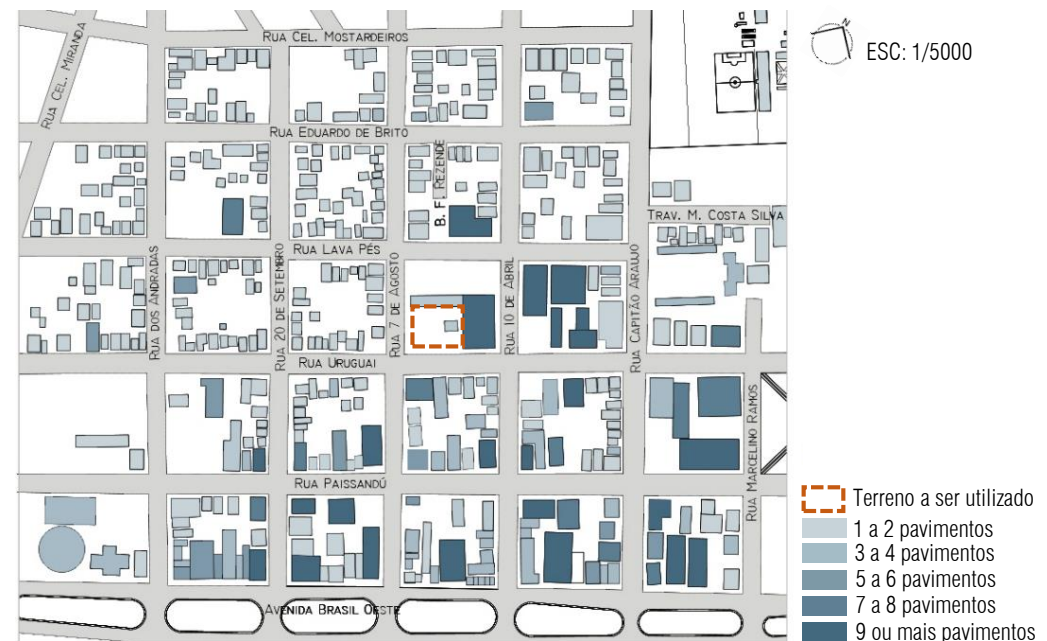 RUA CEL. MOSTARDEIROS
RUA CEL. MIRANDA
N
ESC: 1/5000
RUA EDUARDO DE BRITO
B. F. REZENDE
TRAV. M. COSTA SILVA
RUA LAVA PÉS
RUA DOS ANDRADAS
RUA 20 DE SETEMBRO
RUA 7 DE AGOSTO
RUA 10 DE ABRIL
RUA CAPITÃO ARAUJO
RUA URUGUAI
RUA MARCELINO RAMOS
RUA PAISSANDÚ
AVENIDA BRASIL OESTE
Terreno a ser utilizado
1 a 2 pavimentos
3 a 4 pavimentos
5 a 6 pavimentos
7 a 8 pavimentos
9 ou mais pavimentos